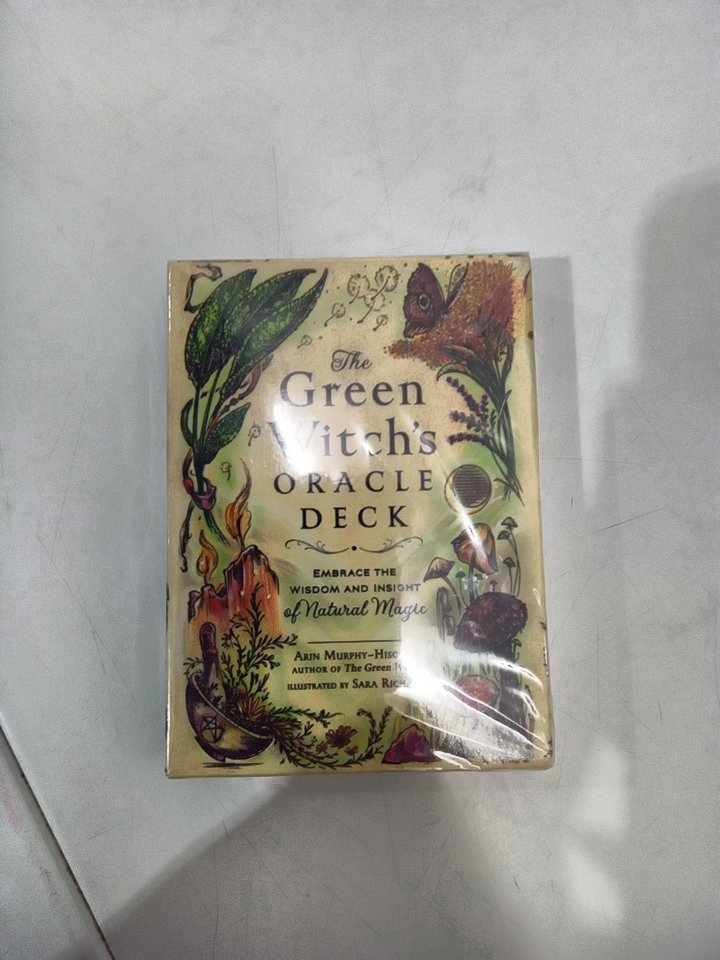 The
Green
Witch's
ORACLE
DECK
EMBRACE THE
WISDOM AND INSIGHT
of Natural Magic
ARIN MURPHY-
AUTHOR OF The Green
ILLUSTRATED BY SARA